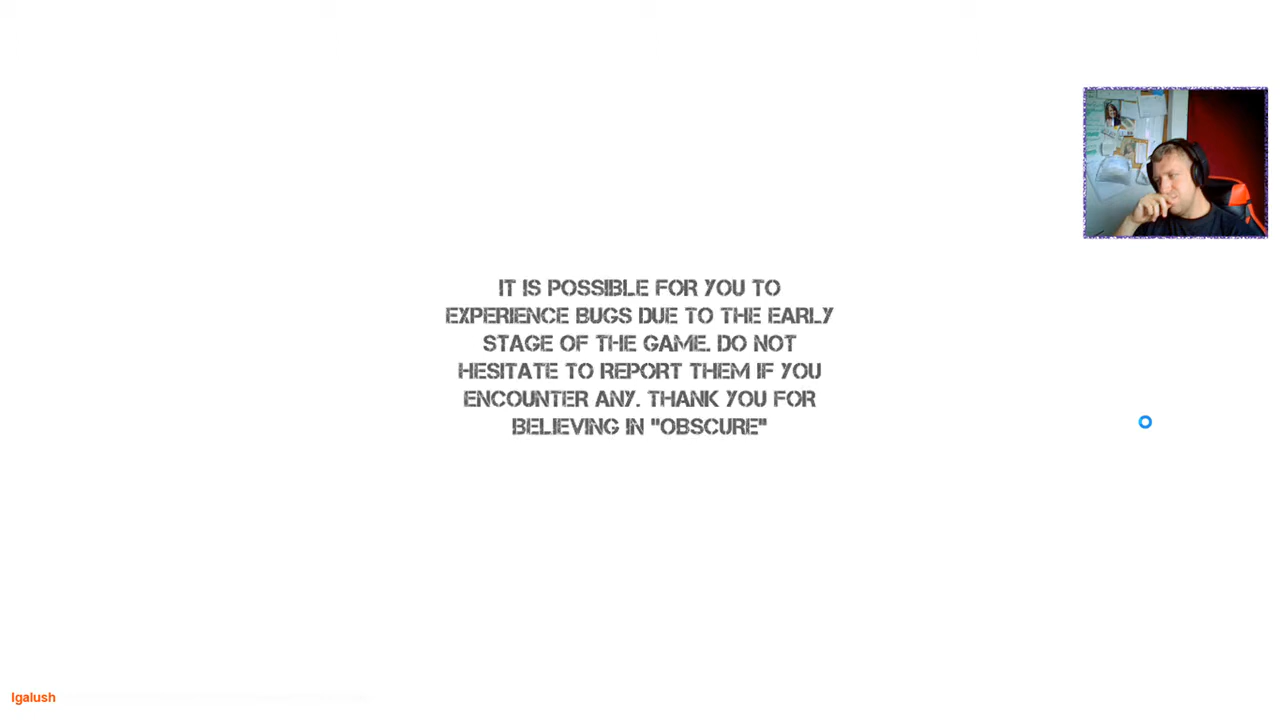 IT IS POSSIBLE FOR YOU TO
EXPERIENCE BUGS DUE TO THE EARLY
STAGE OF THE GAME. DO NOT
HESITATE TO REPORT THEM IF YOU
ENCOUNTER ANY. THANK YOU FOR
BELIEVING IN "OBSCURE"
lgalush